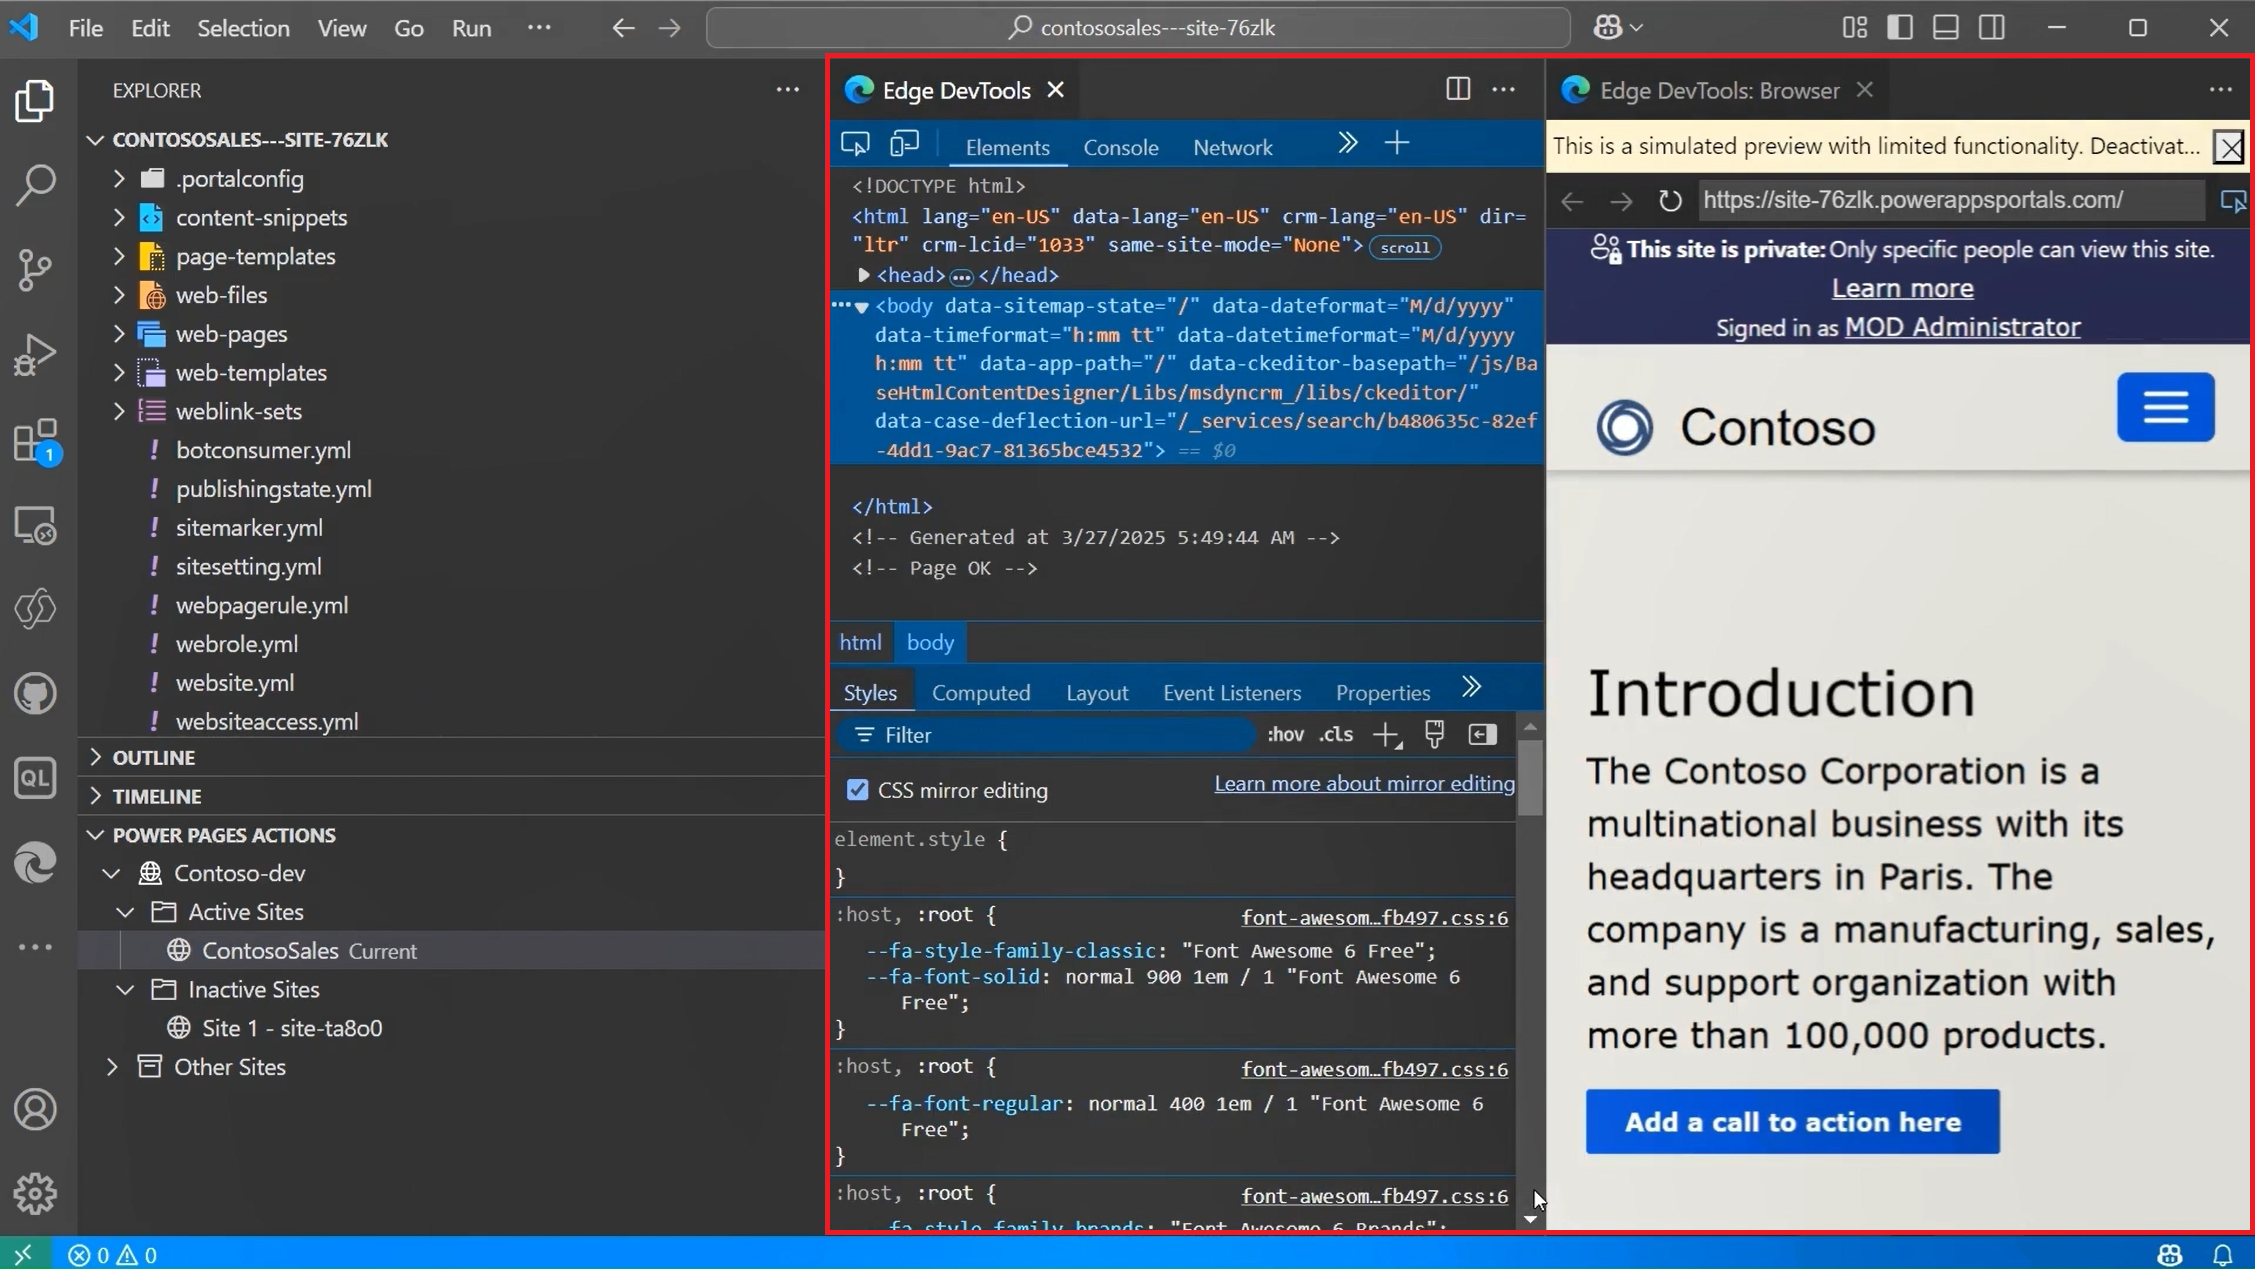 File Edit Selection View Go Run ···
contososales---site-76zlk
EXPLORER
CONTOSOSALES---SITE-76ZLK
.portalconfig
content-snippets
page-templates
web-files
web-pages
web-templates
weblink-sets
! botconsumer.yml
! publishingstate.yml
! sitemarker.yml
! sitesetting.yml
! webpagerule.yml
! webrole.yml
! website.yml
! websiteaccess.yml
OUTLINE
TIMELINE
POWER PAGES ACTIONS
Contoso-dev
Active Sites
ContosoSales Current
Inactive Sites
Site 1 - site-ta8o0
Other Sites
1
QL
0 0
Edge DevTools
Elements Console Network
<!DOCTYPE html>
<html lang="en-US" data-lang="en-US" crm-lang="en-US" dir=
"ltr" crm-lcid="1033" same-site-mode="None"> scroll
<head> ··· </head>
··· <body data-sitemap-state="/" data-dateformat="M/d/yyyy"
data-timeformat="h:mm tt" data-datetimeformat="M/d/yyyy
h:mm tt" data-app-path="/" data-ckeditor-basepath="/js/Ba
seHtmlContentDesigner/Libs/msdyncrm_/libs/ckeditor/"
data-case-deflection-url="/_services/search/b480635c-82ef
-4dd1-9ac7-81365bce4532"> == $0
</html>
<!-- Generated at 3/27/2025 5:49:44 AM -->
<!-- Page OK -->
html body
Styles Computed Layout Event Listeners Properties
Filter :hov .cls
CSS mirror editing Learn more about mirror editing
element.style {
}
:host, :root { font-awesom…fb497.css:6
--fa-style-family-classic: "Font Awesome 6 Free";
--fa-font-solid: normal 900 1em / 1 "Font Awesome 6
Free";
}
:host, :root { font-awesom…fb497.css:6
--fa-font-regular: normal 400 1em / 1 "Font Awesome 6
Free";
}
:host, :root { font-awesom…fb497.css:6
--fa-style-family-brands: "Font Awesome 6 Brands";
Edge DevTools: Browser
This is a simulated preview with limited functionality. Deactivat...
https://site-76zlk.powerappsportals.com/
This site is private: Only specific people can view this site.
Learn more
Signed in as MOD Administrator
Contoso
Introduction
The Contoso Corporation is a
multinational business with its
headquarters in Paris. The
company is a manufacturing, sales,
and support organization with
more than 100,000 products.
Add a call to action here